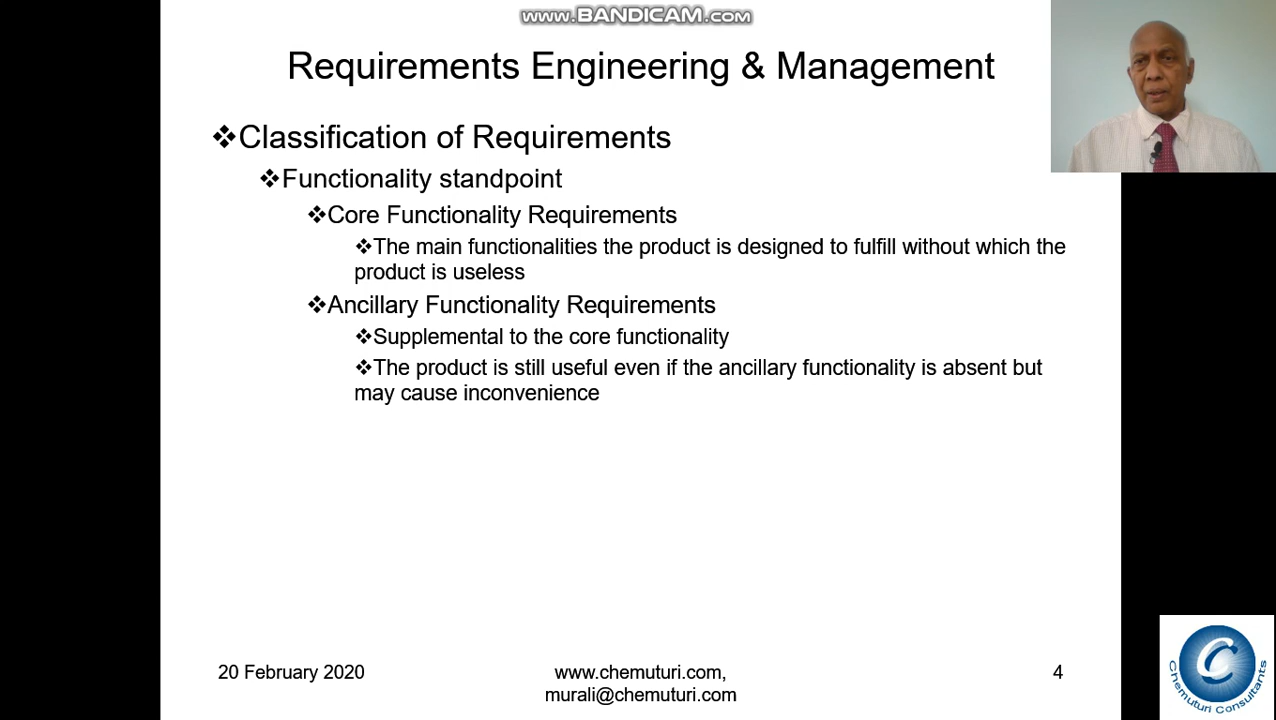 www.BANDICAM.com
Requirements Engineering & Management
❖Classification of Requirements
❖Functionality standpoint
❖Core Functionality Requirements
❖The main functionalities the product is designed to fulfill without which the
product is useless
❖Ancillary Functionality Requirements
❖Supplemental to the core functionality
❖The product is still useful even if the ancillary functionality is absent but
may cause inconvenience
20 February 2020
www.chemuturi.com,
murali@chemuturi.com
4
C
Chemuturi Consultants